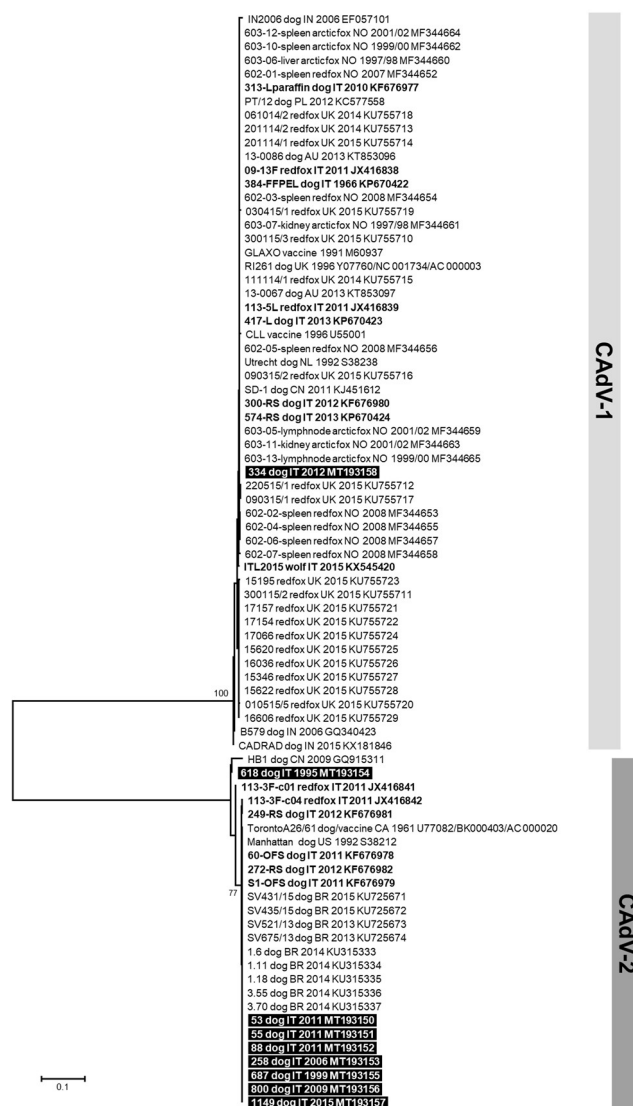 IN2006 dog IN 2006 EF057101
603-12-spleen arcticfox NO 2001/02 MF344664
603-10-spleen arcticfox NO 1999/00 MF344662
603-06-liver arcticfox NO 1997/98 MF344660
602-01-spleen redfox NO 2007 MF344652
313-Lparaffin dog IT 2010 KF676977
PT/12 dog PL 2012 KC577558
061014/2 redfox UK 2014 KU755718
201114/2 redfox UK 2014 KU755713
201114/1 redfox UK 2015 KU755714
13-0086 dog AU 2013 KT853096
09-13F redfox IT 2011 JX416838
384-FFPEL dog IT 1966 KP670422
602-03-spleen redfox NO 2008 MF344654
030415/1 redfox UK 2015 KU755719
603-07-kidney arcticfox NO 1997/98 MF344661
300115/3 redfox UK 2015 KU755710
GLAXO vaccine 1991 M60937
RI261 dog UK 1996 Y07760/NC 001734/AC 000003
111114/1 redfox UK 2014 KU755715
13-0067 dog AU 2013 KT853097
113-5L redfox IT 2011 JX416839
417-L dog IT 2013 KP670423
CLL vaccine 1996 U55001
602-05-spleen redfox NO 2008 MF344656
Utrecht dog NL 1992 S38238
090315/2 redfox UK 2015 KU755716
SD-1 dog CN 2011 KJ451612
300-RS dog IT 2012 KF676980
574-RS dog IT 2013 KP670424
603-05-lymphnode arcticfox NO 2001/02 MF344659
603-11-kidney arcticfox NO 2001/02 MF344663
603-13-lymphnode arcticfox NO 1999/00 MF344665
334 dog IT 2012 MT193158
220515/1 redfox UK 2015 KU755712
090315/1 redfox UK 2015 KU755717
602-02-spleen redfox NO 2008 MF344653
602-04-spleen redfox NO 2008 MF344655
602-06-spleen redfox NO 2008 MF344657
602-07-spleen redfox NO 2008 MF344658
ITL2015 wolf IT 2015 KX545420
15195 redfox UK 2015 KU755723
300115/2 redfox UK 2015 KU755711
17157 redfox UK 2015 KU755721
17154 redfox UK 2015 KU755722
17066 redfox UK 2015 KU755724
15620 redfox UK 2015 KU755725
16036 redfox UK 2015 KU755726
15346 redfox UK 2015 KU755727
15622 redfox UK 2015 KU755728
010515/5 redfox UK 2015 KU755720
16606 redfox UK 2015 KU755729
B579 dog IN 2006 GQ340423
CADRAD dog IN 2015 KX181846
100
CAdV-1
HB1 dog CN 2009 GQ915311
618 dog IT 1995 MT193154
113-3F-c01 redfox IT 2011 JX416841
113-3F-c04 redfox IT 2011 JX416842
249-RS dog IT 2012 KF676981
TorontoA26/61 dog/vaccine CA 1961 U77082/BK000403/AC 000020
Manhattan dog US 1992 S38212
60-OFS dog IT 2011 KF676978
272-RS dog IT 2012 KF676982
S1-OFS dog IT 2011 KF676979
77
SV431/15 dog BR 2015 KU725671
SV435/15 dog BR 2015 KU725672
SV521/13 dog BR 2013 KU725673
SV675/13 dog BR 2013 KU725674
1.6 dog BR 2014 KU315333
1.11 dog BR 2014 KU315334
1.18 dog BR 2014 KU315335
3.55 dog BR 2014 KU315336
3.70 dog BR 2014 KU315337
53 dog IT 2011 MT193150
55 dog IT 2011 MT193151
88 dog IT 2011 MT193152
258 dog IT 2006 MT193153
687 dog IT 1999 MT193155
800 dog IT 2009 MT193156
1149 dog IT 2015 MT193157
CAdV-2
0.1